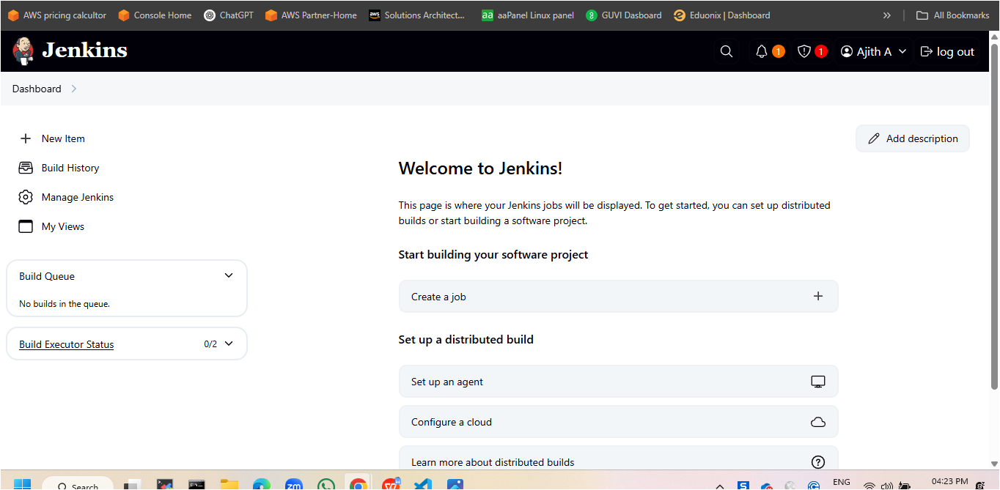 AWS pricing calcultor Console Home ChatGPT AWS Partner-Home aws Solutions Architect... aa aaPanel Linux panel 8 GUVI Dasboard Eduonix | Dashboard » All Bookmarks
Jenkins 1 1 Ajith A log out
Dashboard
New Item
Build History
Manage Jenkins
My Views
Build Queue
No builds in the queue.
Build Executor Status 0/2
Add description
Welcome to Jenkins!
This page is where your Jenkins jobs will be displayed. To get started, you can set up distributed
builds or start building a software project.
Start building your software project
Create a job
Set up a distributed build
Set up an agent
Configure a cloud
Learn more about distributed builds
Search zm ENG 04:23 PM